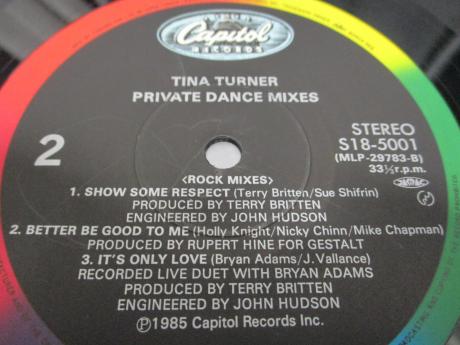 Capitol
RECORDS
TINA TURNER
PRIVATE DANCE MIXES
2
STEREO
S18-5001
(MLP-29783-B)
33⅓r.p.m.
<ROCK MIXES>
1. SHOW SOME RESPECT (Terry Britten/Sue Shifrin)
PRODUCED BY TERRY BRITTEN
ENGINEERED BY JOHN HUDSON
2. BETTER BE GOOD TO ME (Holly Knight/Nicky Chinn/Mike Chapman)
PRODUCED BY RUPERT HINE FOR GESTALT
3. IT'S ONLY LOVE (Bryan Adams/J. Vallance)
RECORDED LIVE DUET WITH BRYAN ADAMS
PRODUCED BY TERRY BRITTEN
ENGINEERED BY JOHN HUDSON
Ⓟ1985 Capitol Records Inc.